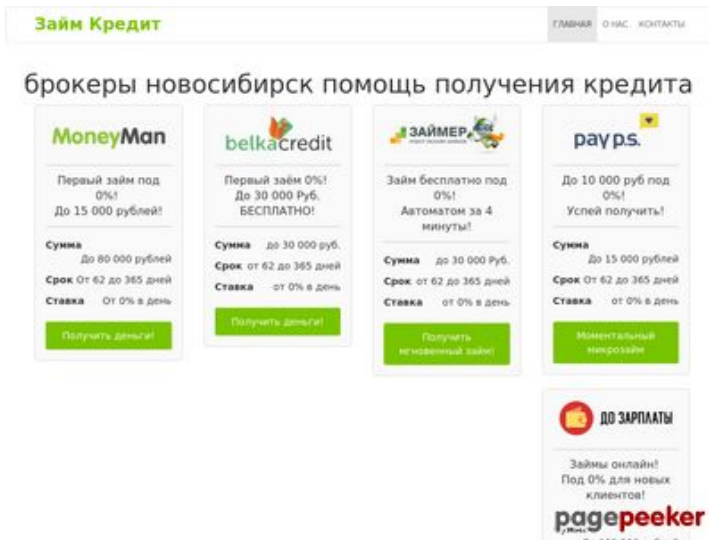 Займ Кредит
ГЛАВНАЯ О НАС КОНТАКТЫ
брокеры новосибирск помощь получения кредита
MoneyMan
Первый займ под
0%!
До 15 000 рублей!
Сумма
До 80 000 рублей
Срок От 62 до 365 дней
Ставка От 0% в день
Получить деньги!
belkacredit
Первый заём 0%!
До 30 000 Руб.
БЕСПЛАТНО!
Сумма до 30 000 руб.
Срок от 62 до 365 дней
Ставка от 0% в день
Получить деньги!
ЗАЙМЕР
Займ бесплатно под
0%!
Автоматом за 4
минуты!
Сумма до 30 000 Руб.
Срок от 62 до 365 дней
Ставка от 0% в день
Получить
мгновенный займ!
pay p.s.
До 10 000 руб под
0%!
Успей получить!
Сумма
До 15 000 рублей
Срок От 62 до 365 дней
Ставка От 0% в день
Моментальный
микрозайм
ДО ЗАРПЛАТЫ
Займы онлайн!
Под 0% для новых
клиентов!
pagepeeker